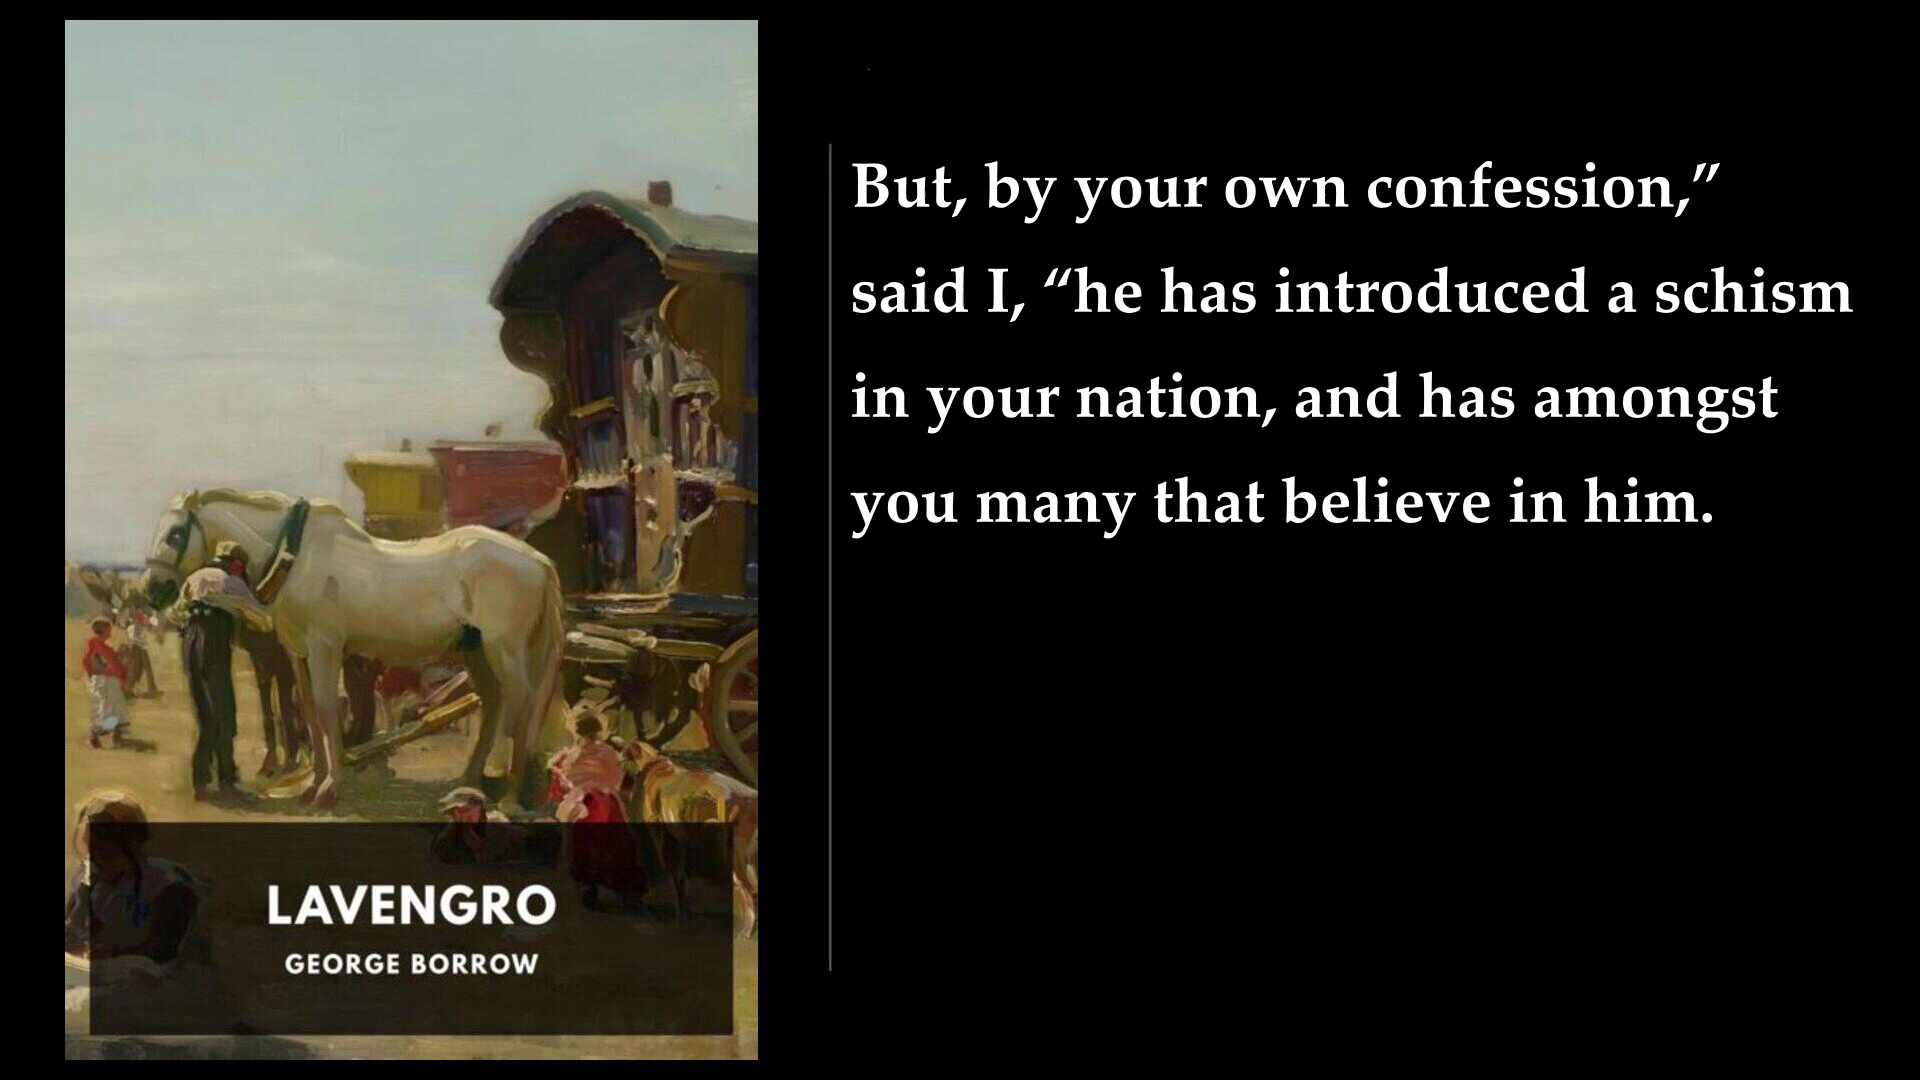 But, by your own confession,”
said I, “he has introduced a schism
in your nation, and has amongst
you many that believe in him.
LAVENGRO
GEORGE BORROW